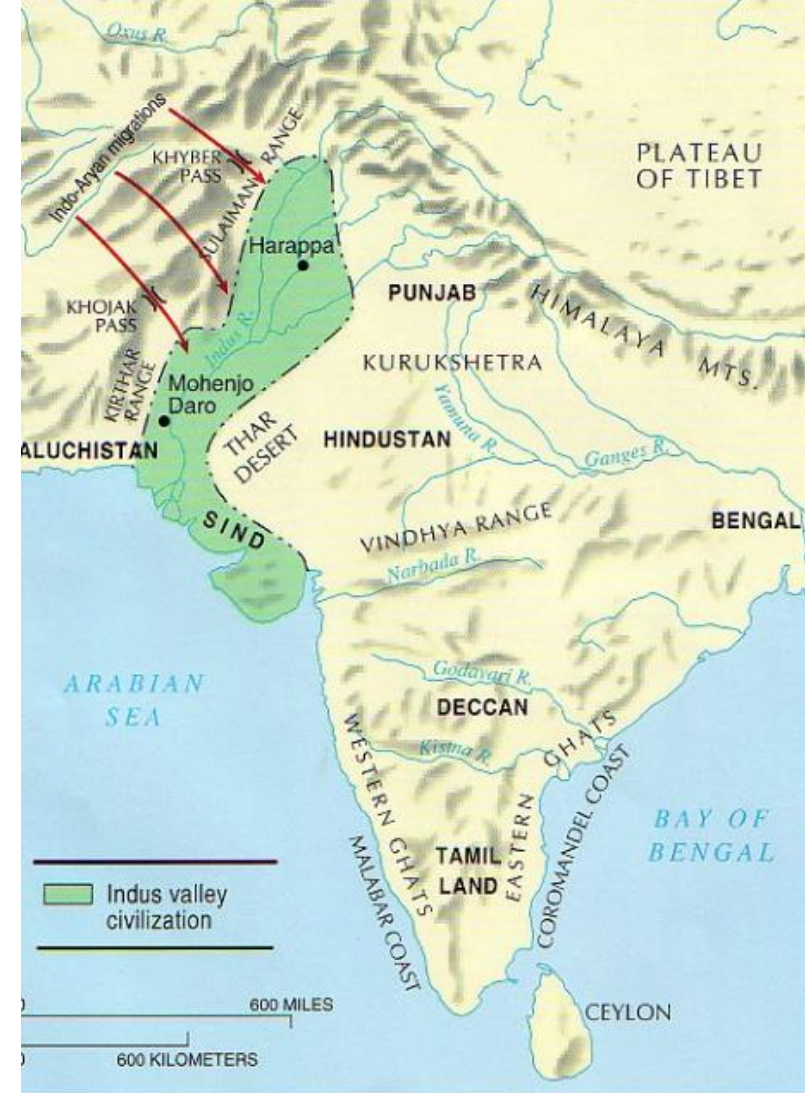 Oxus R.
Indo-Aryan migrations
KHYBER
PASS
SULAIMAN RANGE
PLATEAU
OF TIBET
Harappa
PUNJAB
HIMALAYA MTS.
KHOJAK
PASS
Indus R.
KURUKSHETRA
KIRTHAR
RANGE
Mohenjo
Daro
THAR
DESERT
HINDUSTAN
Yamuna R.
Ganges R.
ALUCHISTAN
SIND
VINDHYA RANGE
BENGAL
Narbada R.
ARABIAN
SEA
Godavari R.
DECCAN
Kistna R.
WESTERN GHATS
EASTERN GHATS
MALABAR COAST
COROMANDEL COAST
TAMIL
LAND
BAY OF
BENGAL
Indus valley
civilization
CEYLON
0 600 MILES
0 600 KILOMETERS